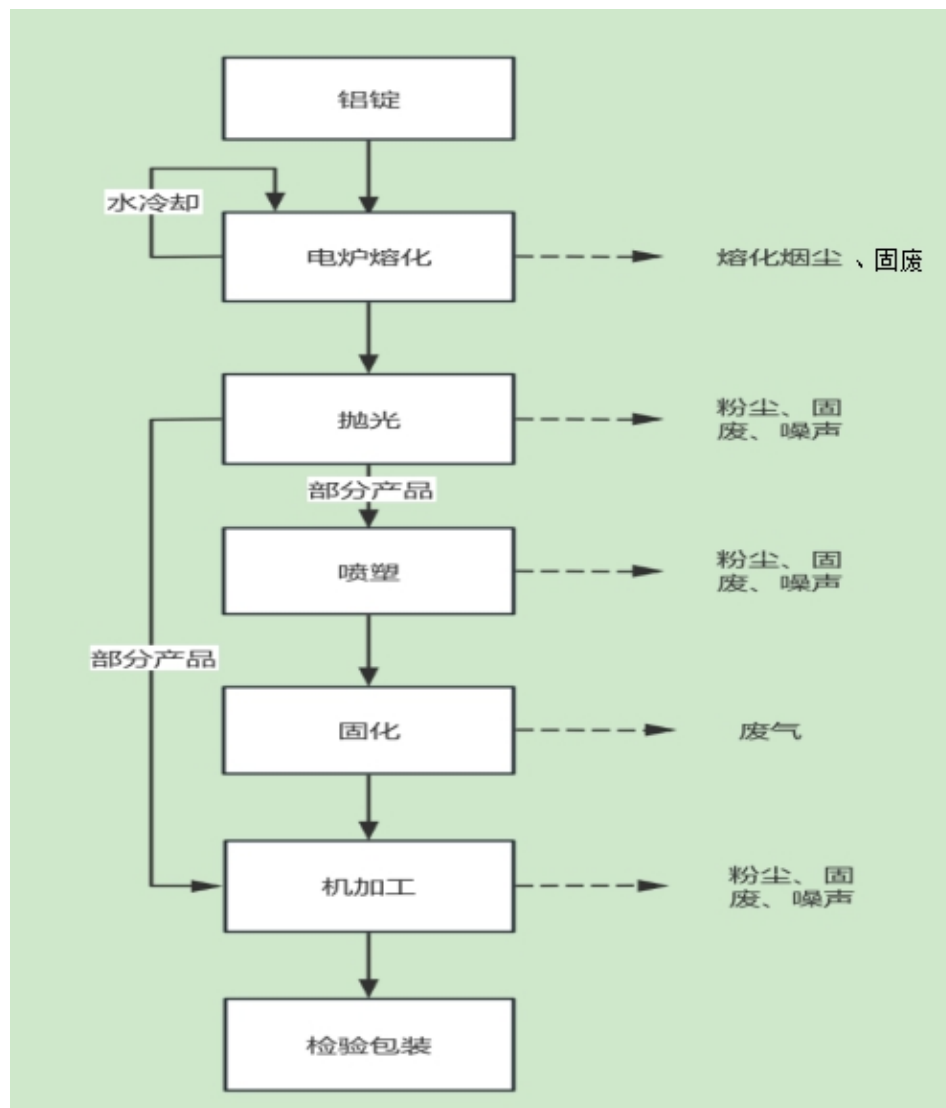 铝锭
水冷却
电炉熔化
熔化烟尘、固废
抛光
粉尘、固
废、噪声
部分产品
喷塑
粉尘、固
废、噪声
部分产品
固化
废气
机加工
粉尘、固
废、噪声
检验包装